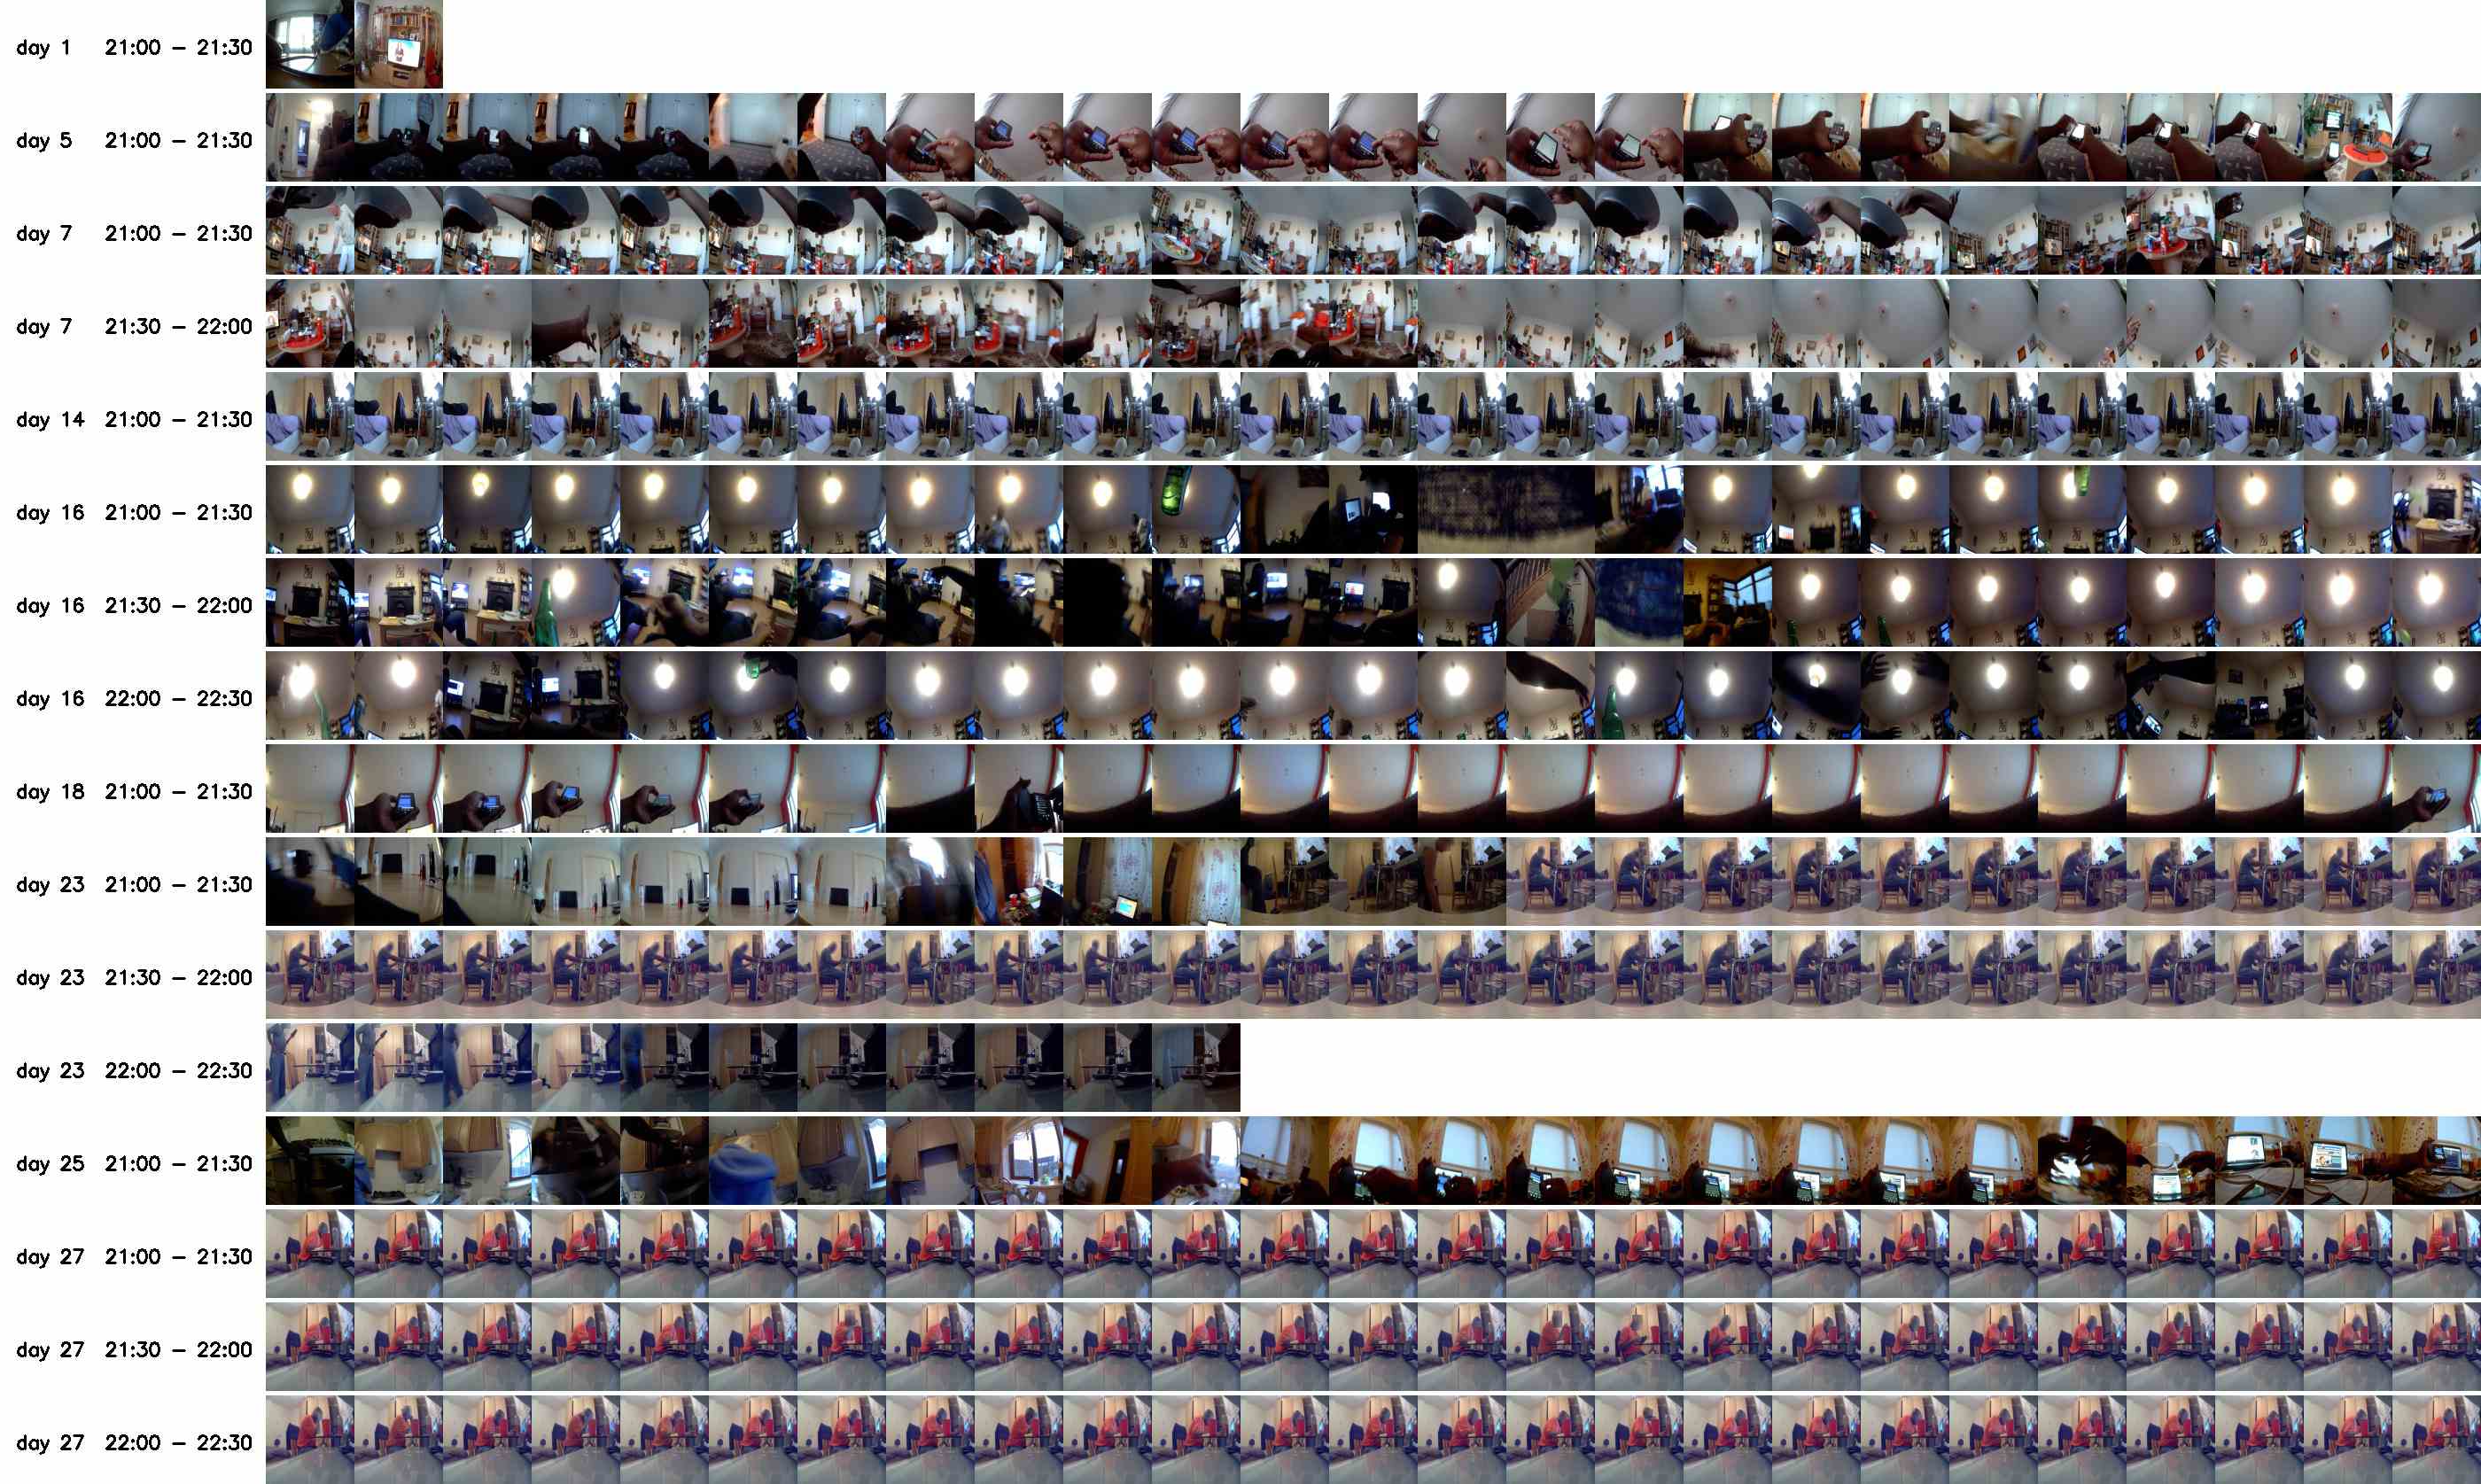 day 1 21:00 - 21:30
day 5 21:00 - 21:30
day 7 21:00 - 21:30
day 7 21:30 - 22:00
day 14 21:00 - 21:30
day 16 21:00 - 21:30
day 16 21:30 - 22:00
day 16 22:00 - 22:30
day 18 21:00 - 21:30
day 23 21:00 - 21:30
day 23 21:30 - 22:00
day 23 22:00 - 22:30
day 25 21:00 - 21:30
day 27 21:00 - 21:30
day 27 21:30 - 22:00
day 27 22:00 - 22:30